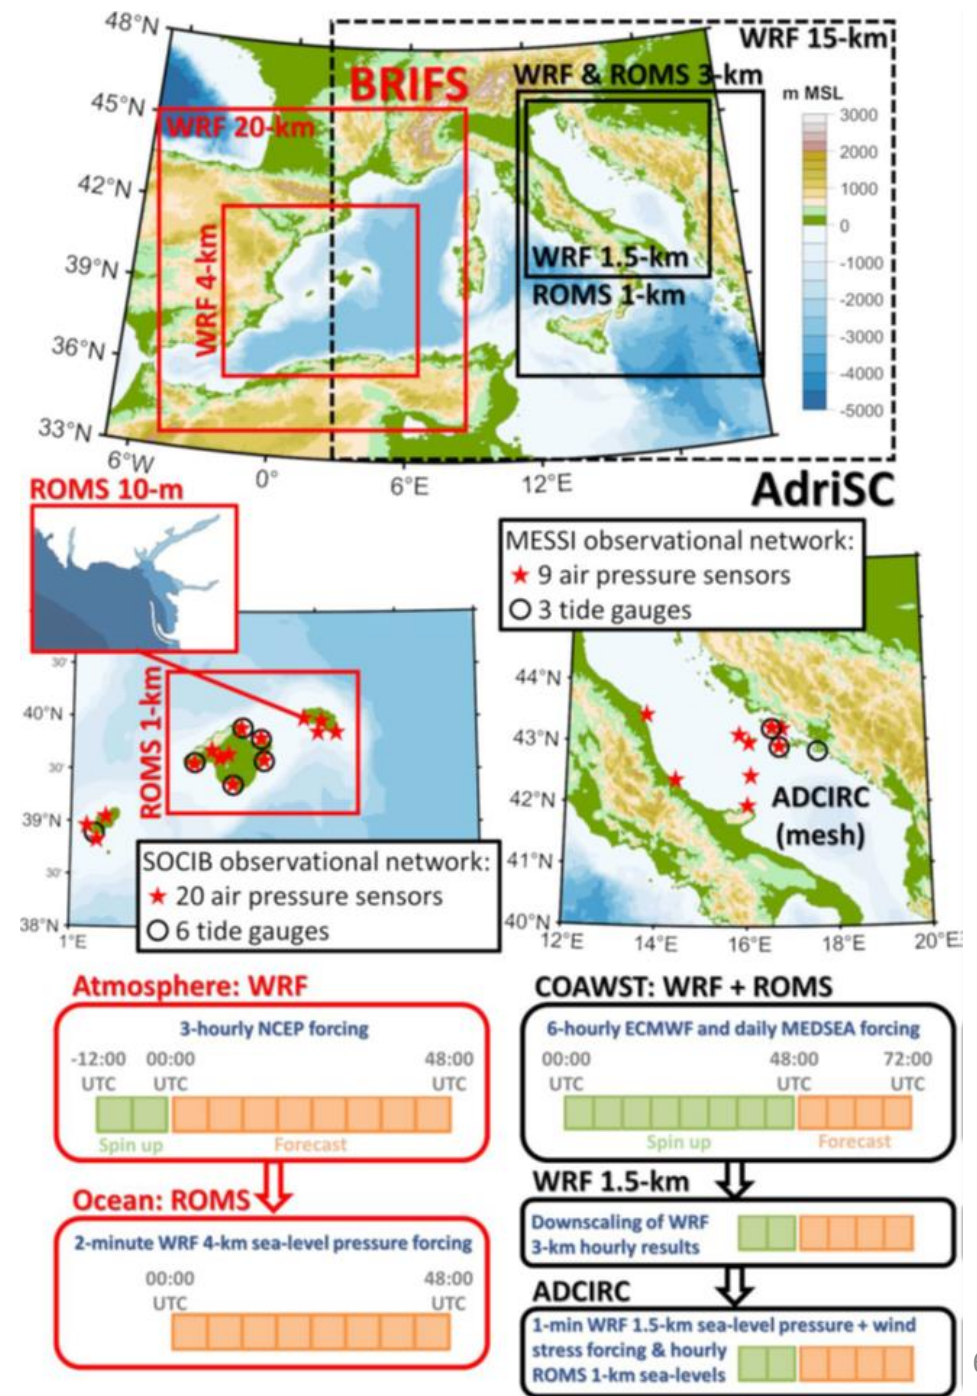 48°N
45°N
42°N
39°N
36°N
33°N
6°W
0°
6°E
12°E
WRF 15-km
BRIFS
WRF & ROMS 3-km
WRF 20-km
WRF 4-km
WRF 1.5-km
ROMS 1-km
m MSL
3000
2000
1000
0
-1000
-2000
-3000
-4000
-5000
AdriSC
ROMS 10-m
ROMS 1-km
30'
40°N
30'
39°N
30'
38°N
1°E
SOCIB observational network:
★ 20 air pressure sensors
O 6 tide gauges
MESSI observational network:
★ 9 air pressure sensors
O 3 tide gauges
44°N
43°N
42°N
41°N
40°N
12°E
14°E
16°E
18°E
20°E
ADCIRC
(mesh)
Atmosphere: WRF
3-hourly NCEP forcing
-12:00 00:00 48:00
UTC UTC UTC
Spin up Forecast
Ocean: ROMS
2-minute WRF 4-km sea-level pressure forcing
00:00 48:00
UTC UTC
COAWST: WRF + ROMS
6-hourly ECMWF and daily MEDSEA forcing
00:00 48:00 72:00
UTC UTC UTC
Spin up Forecast
WRF 1.5-km
Downscaling of WRF
3-km hourly results
ADCIRC
1-min WRF 1.5-km sea-level pressure + wind
stress forcing & hourly
ROMS 1-km sea-levels